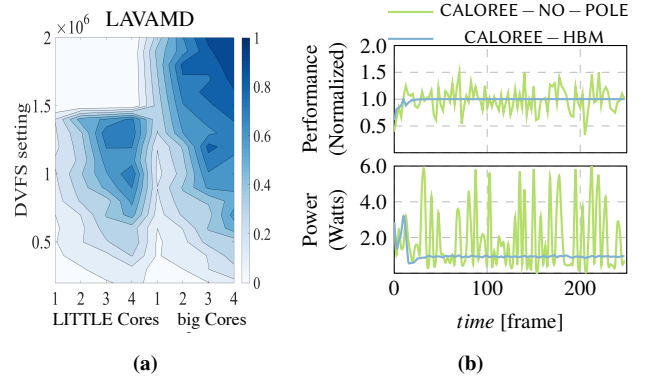 LAVAMD
2 ·10⁶
1.5
1
0.5
DVFS setting
1 2 3 4 1 2 3 4
LITTLE Cores big Cores
1
0.8
0.6
0.4
0.2
0
(a)
CALOREE – NO – POLE
CALOREE – HBM
Performance
(Normalized)
2.0
1.5
1.0
0.5
Power
(Watts)
6.0
4.0
2.0
0 100 200
time [frame]
(b)